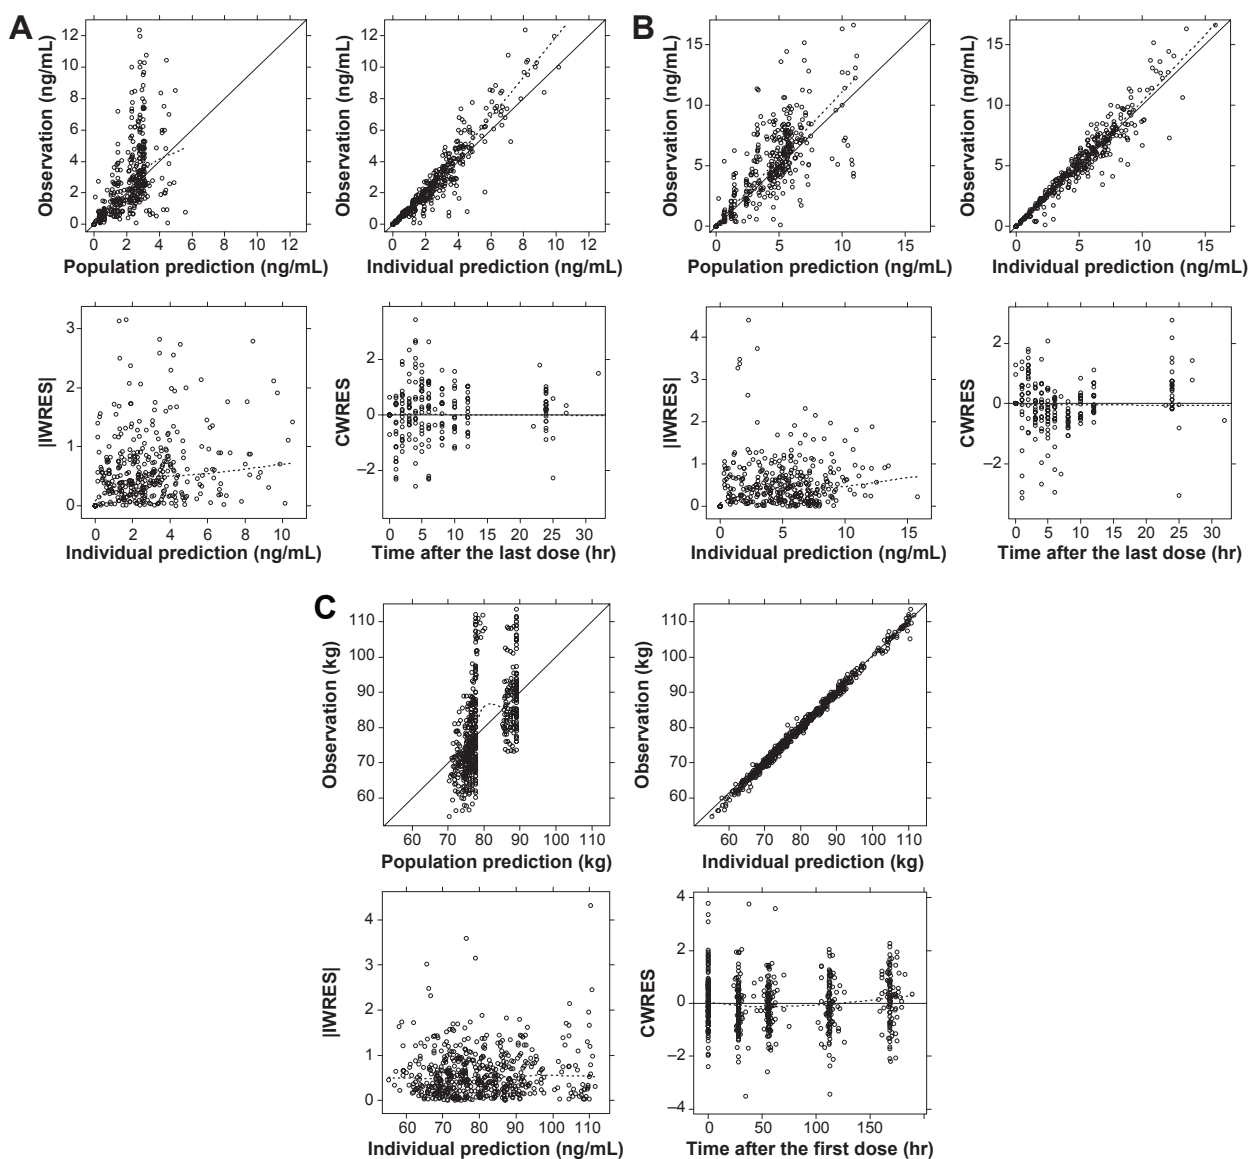 A
Observation (ng/mL)
12
10
8
6
4
2
0
0 2 4 6 8 10 12
Population prediction (ng/mL)
Observation (ng/mL)
12
10
8
6
4
2
0
0 2 4 6 8 10 12
Individual prediction (ng/mL)
B
Observation (ng/mL)
15
10
5
0
0 5 10 15
Population prediction (ng/mL)
Observation (ng/mL)
15
10
5
0
0 5 10 15
Individual prediction (ng/mL)
|IWRES|
3
2
1
0
0 2 4 6 8 10
Individual prediction (ng/mL)
CWRES
2
0
−2
0 5 10 15 20 25 30
Time after the last dose (hr)
|IWRES|
4
3
2
1
0
0 5 10 15
Individual prediction (ng/mL)
CWRES
2
0
−2
0 5 10 15 20 25 30
Time after the last dose (hr)
C
Observation (kg)
110
100
90
80
70
60
60 70 80 90 100 110
Population prediction (kg)
Observation (kg)
110
100
90
80
70
60
60 70 80 90 100 110
Individual prediction (kg)
|IWRES|
4
3
2
1
0
60 70 80 90 100 110
Individual prediction (ng/mL)
CWRES
4
2
0
−2
−4
0 50 100 150
Time after the first dose (hr)